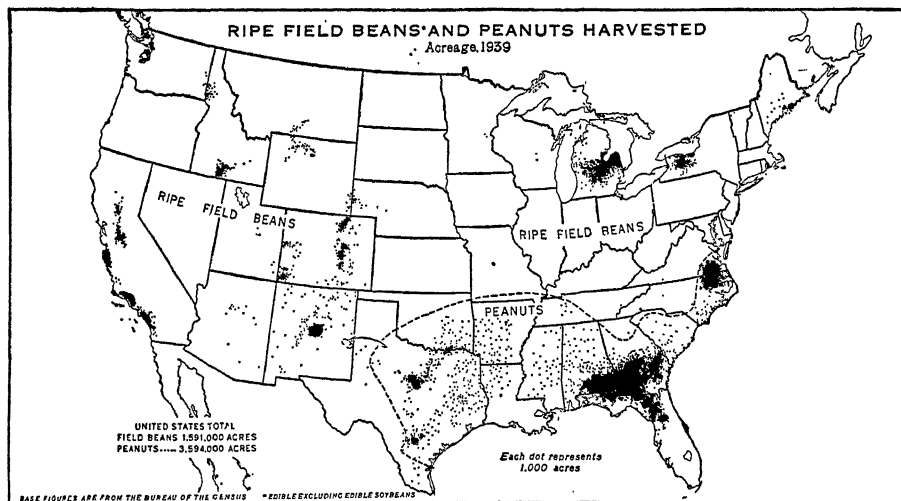 RIPE FIELD BEANS* AND PEANUTS HARVESTED
Acreage, 1939
RIPE FIELD BEANS
RIPE FIELD BEANS
PEANUTS
UNITED STATES TOTAL
FIELD BEANS 1,591,000 ACRES
PEANUTS..... 3,594,000 ACRES
Each dot represents
1,000 acres
BASE FIGURES ARE FROM THE BUREAU OF THE CENSUS *EDIBLE EXCLUDING EDIBLE SOYBEANS